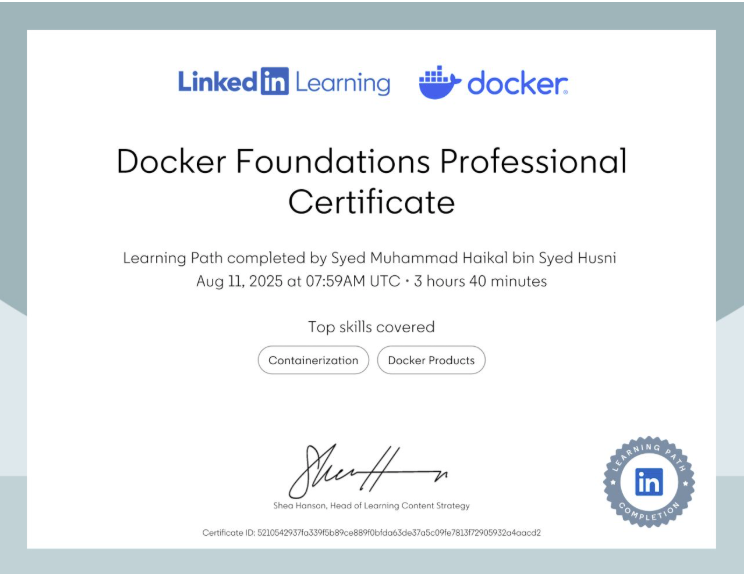 Linked in Learning docker
Docker Foundations Professional
Certificate
Learning Path completed by Syed Muhammad Haikal bin Syed Husni
Aug 11, 2025 at 07:59AM UTC • 3 hours 40 minutes
Top skills covered
Containerization Docker Products
Shea Hanson, Head of Learning Content Strategy
LEARNING PATH
in
COMPLETION
Certificate ID: 5210542937fa339f5b89ce889f0bfda63de37a5c09fe7813f72905932a4aacd2